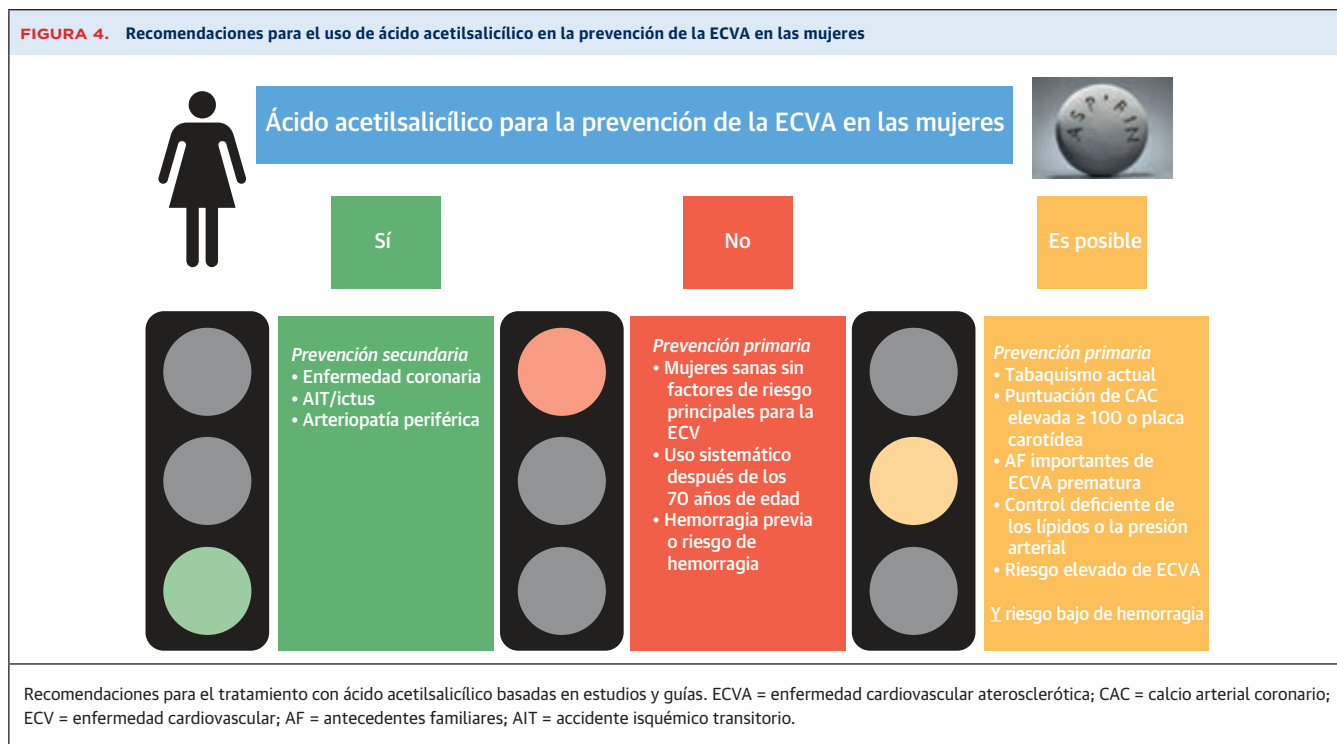 FIGURA 4. Recomendaciones para el uso de ácido acetilsalicílico en la prevención de la ECVA en las mujeres
Ácido acetilsalicílico para la prevención de la ECVA en las mujeres
ASPIRIN
Sí
No
Es posible
Prevención secundaria
• Enfermedad coronaria
• AIT/ictus
• Arteriopatía periférica
Prevención primaria
• Mujeres sanas sin
factores de riesgo
principales para la
ECV
• Uso sistemático
después de los
70 años de edad
• Hemorragia previa
o riesgo de
hemorragia
Prevención primaria
• Tabaquismo actual
• Puntuación de CAC
elevada ≥ 100 o placa
carotídea
• AF importantes de
ECVA prematura
• Control deficiente de
los lípidos o la presión
arterial
• Riesgo elevado de ECVA
Y riesgo bajo de hemorragia
Recomendaciones para el tratamiento con ácido acetilsalicílico basadas en estudios y guías. ECVA = enfermedad cardiovascular aterosclerótica; CAC = calcio arterial coronario;
ECV = enfermedad cardiovascular; AF = antecedentes familiares; AIT = accidente isquémico transitorio.